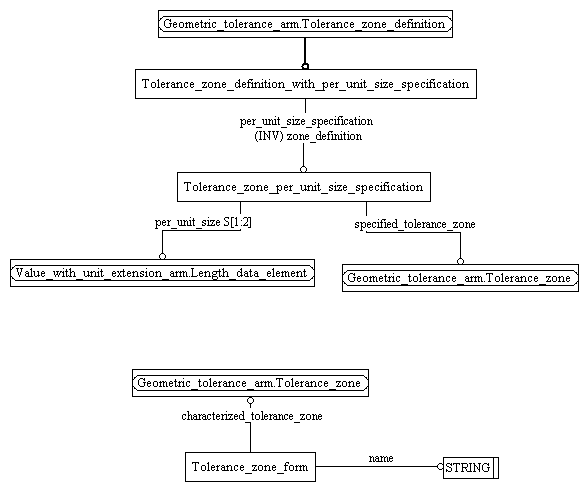 Geometric_tolerance_arm.Tolerance_zone_definition
Tolerance_zone_definition_with_per_unit_size_specification
per_unit_size_specification
(INV) zone_definition
Tolerance_zone_per_unit_size_specification
per_unit_size S[1:2]
specified_tolerance_zone
Value_with_unit_extension_arm.Length_data_element
Geometric_tolerance_arm.Tolerance_zone
Geometric_tolerance_arm.Tolerance_zone
characterized_tolerance_zone
Tolerance_zone_form
name
STRING